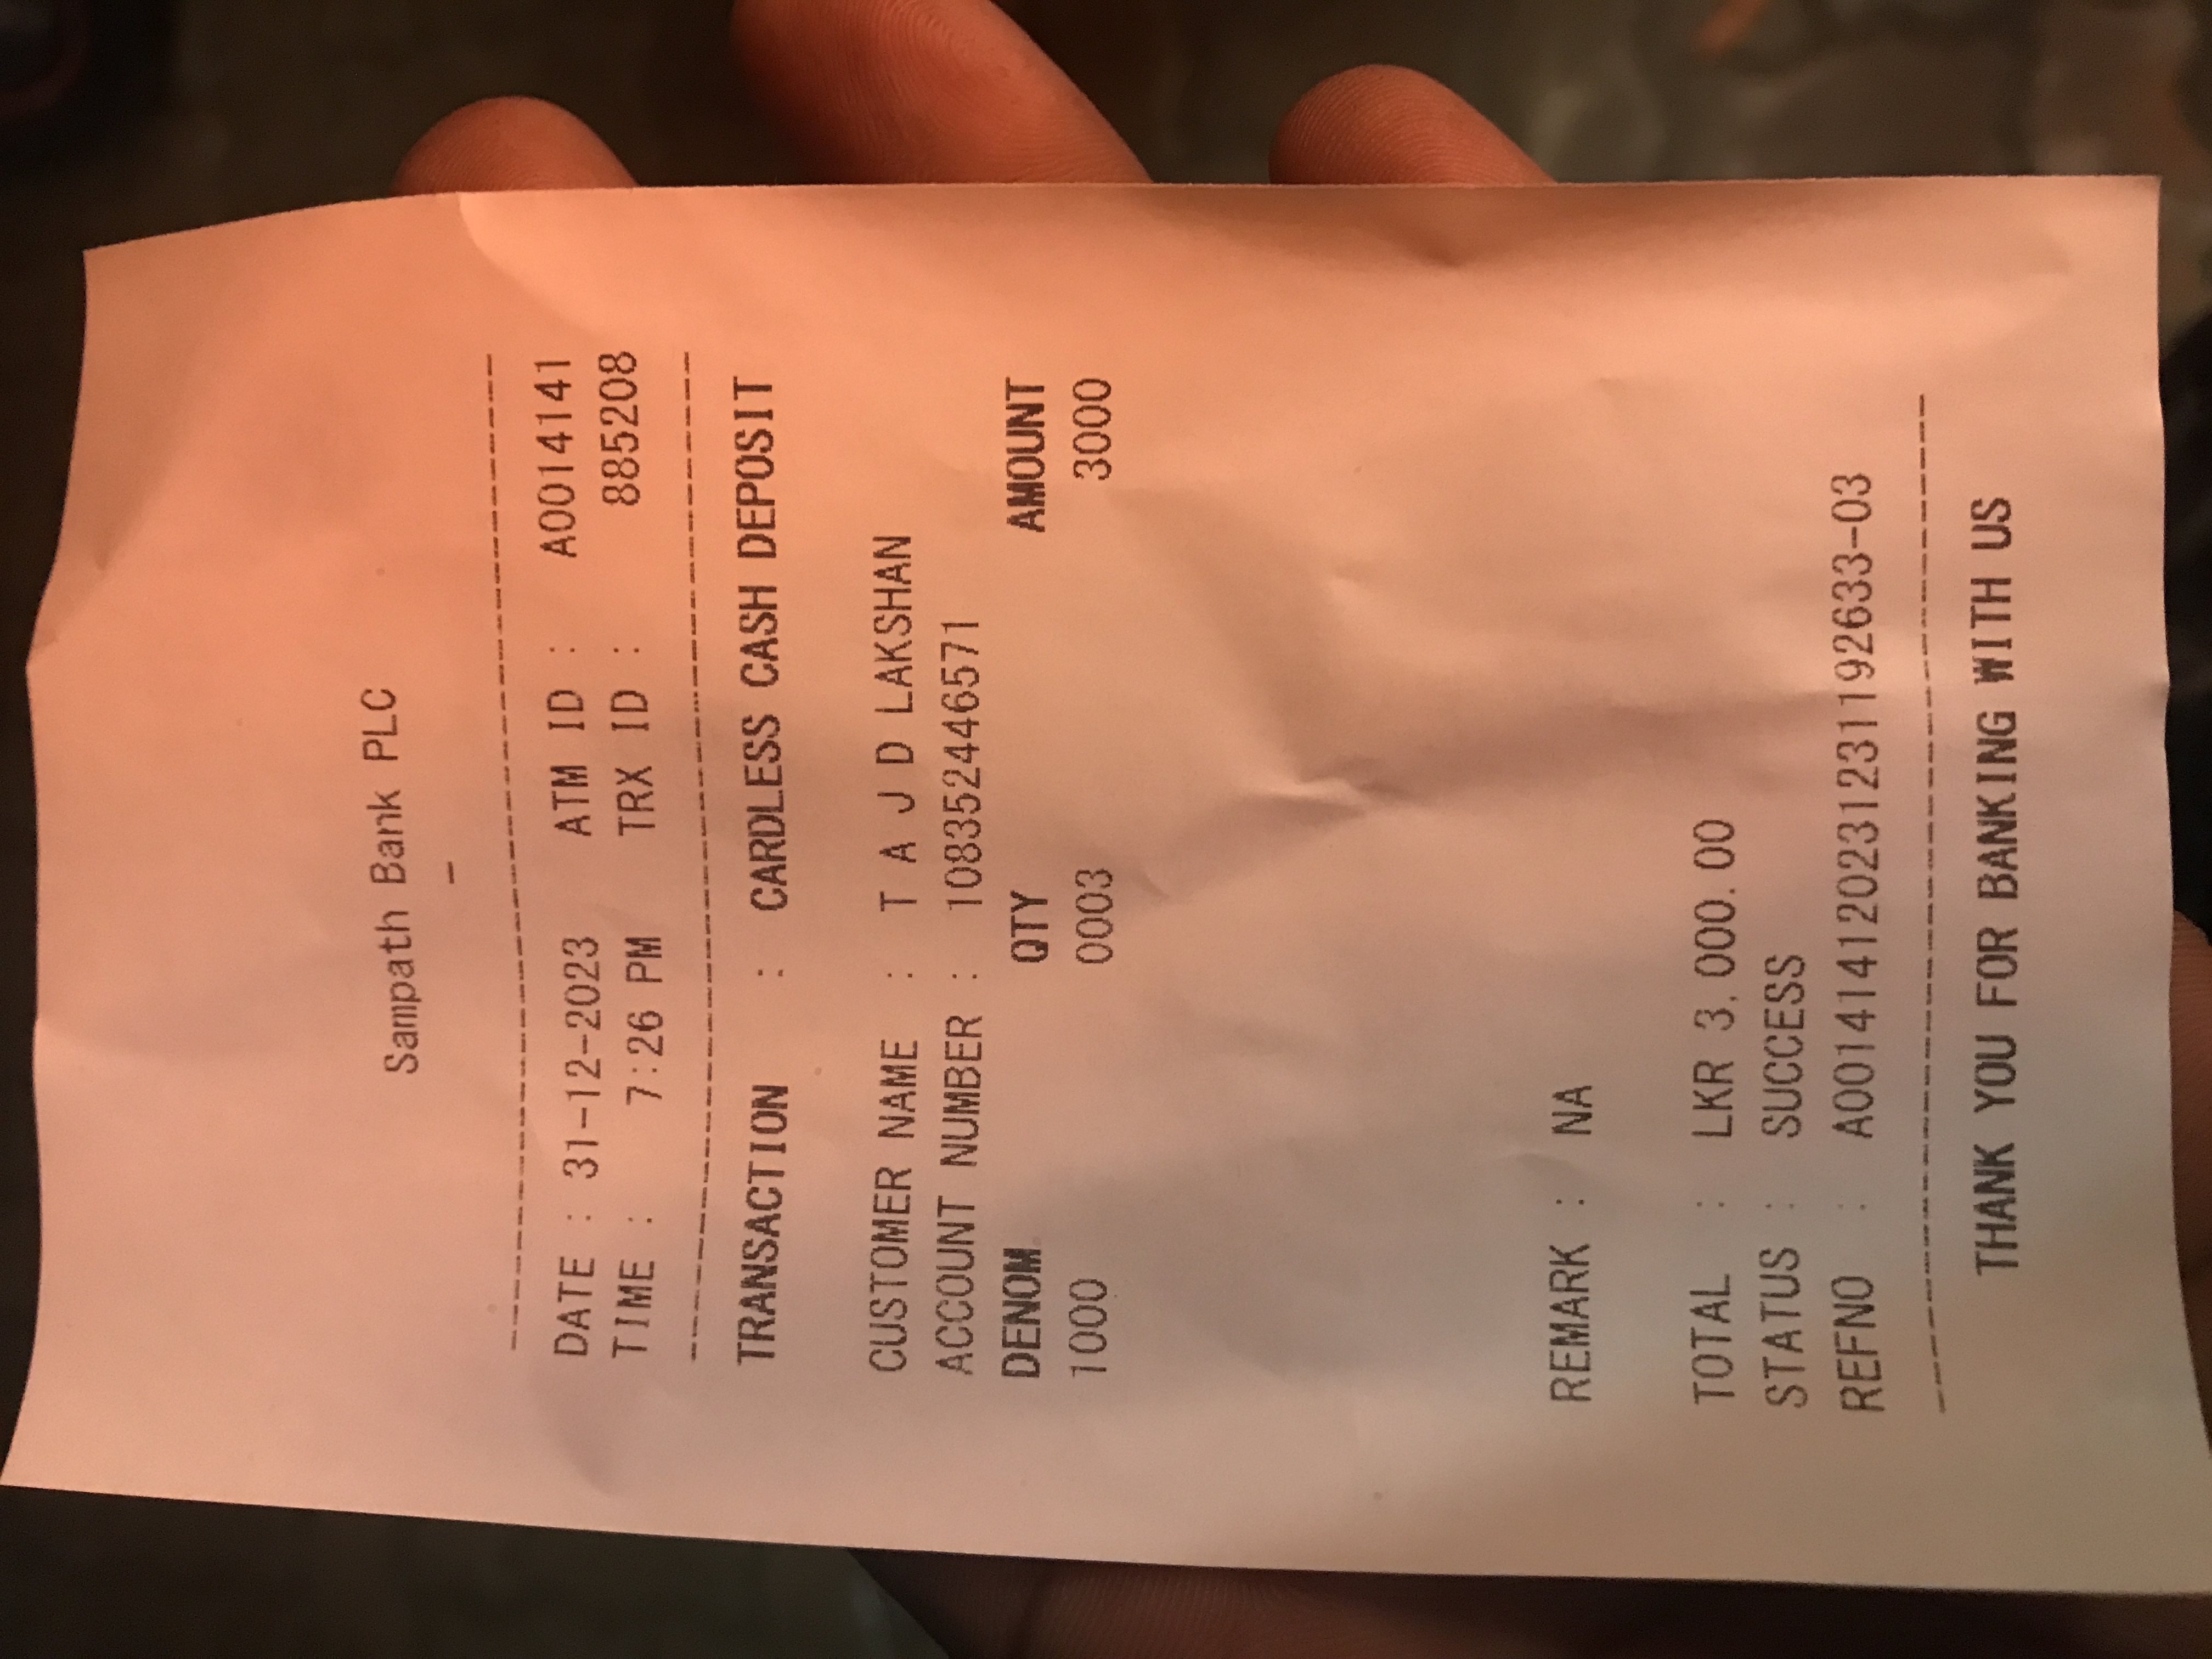 Sampath Bank PLC
-
--------------------------------------------
DATE : 31-12-2023 ATM ID : A0014141
TIME : 7:26 PM TRX ID : 885208
--------------------------------------------
TRANSACTION : CARDLESS CASH DEPOSIT
CUSTOMER NAME : T A J D LAKSHAN
ACCOUNT NUMBER : 108352446571
DENOM QTY AMOUNT
1000 0003 3000
REMARK : NA
TOTAL : LKR 3,000.00
STATUS : SUCCESS
REFNO : A001414120231231192633-03
--------------------------------------------
THANK YOU FOR BANKING WITH US